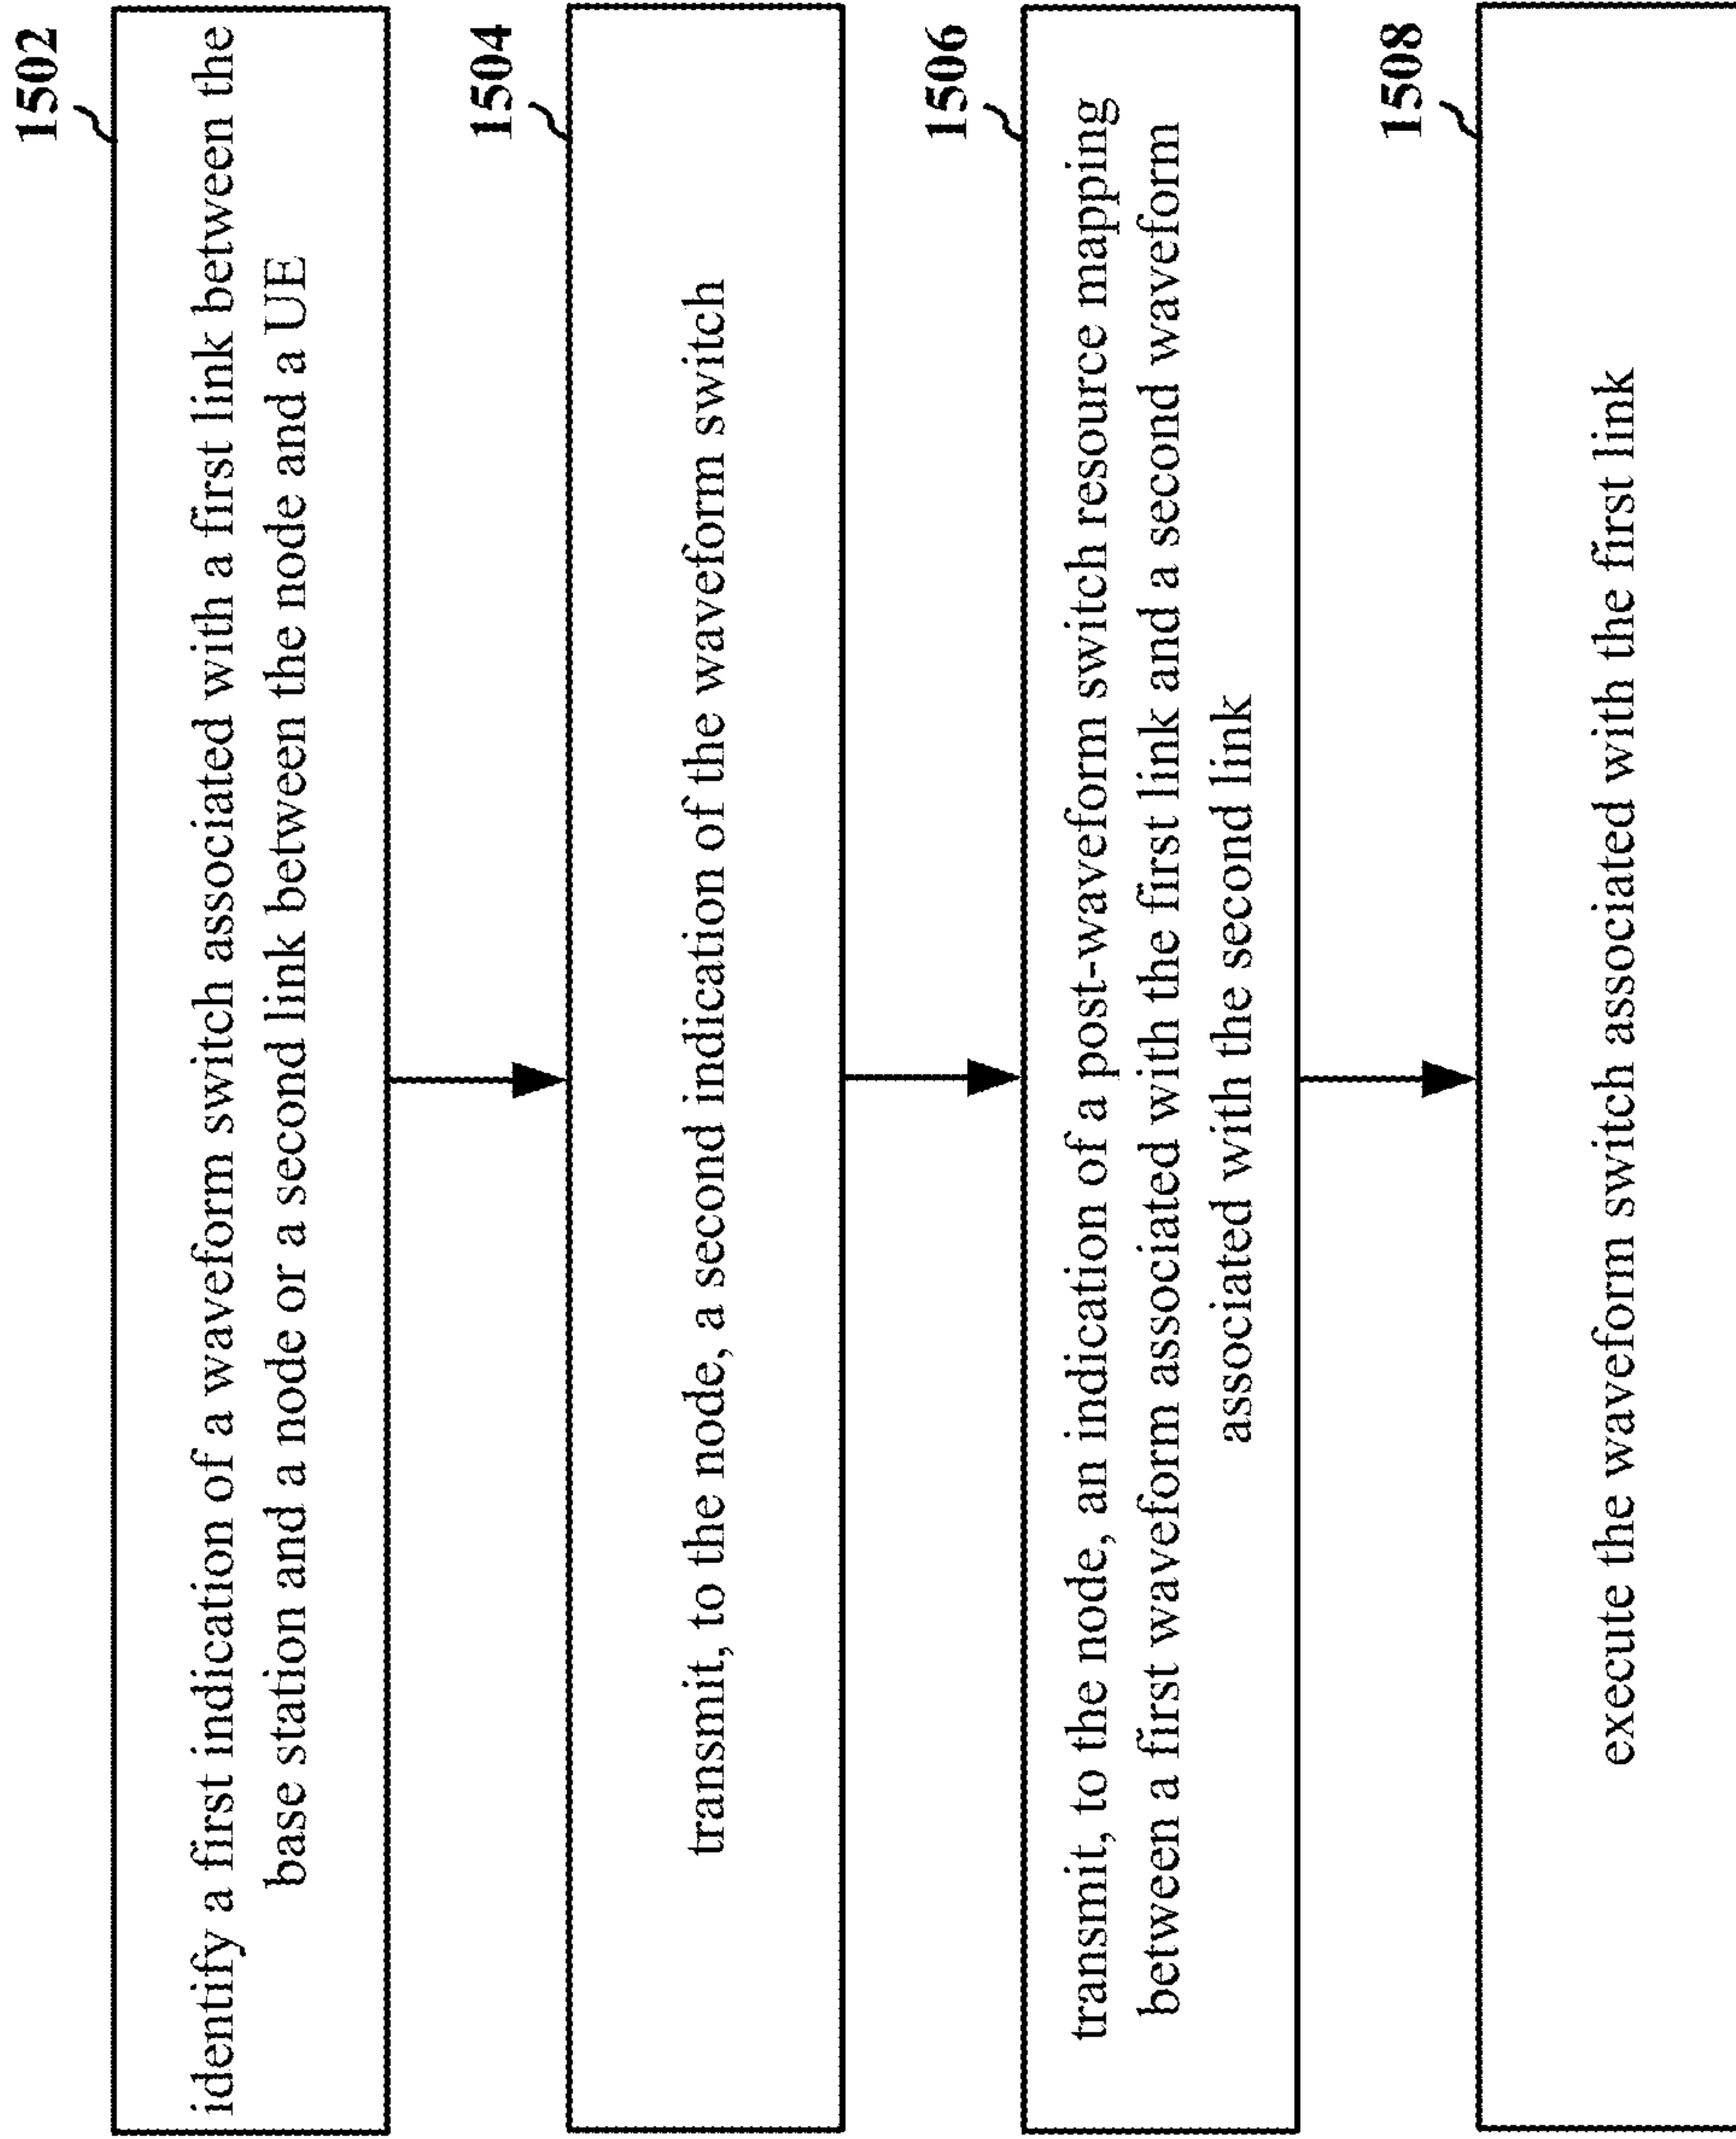 1502
identify a first indication of a waveform switch associated with a first link between the
base station and a node or a second link between the node and a UE
1504
transmit, to the node, a second indication of the waveform switch
1506
transmit, to the node, an indication of a post-waveform switch resource mapping
between a first waveform associated with the first link and a second waveform
associated with the second link
1508
execute the waveform switch associated with the first link